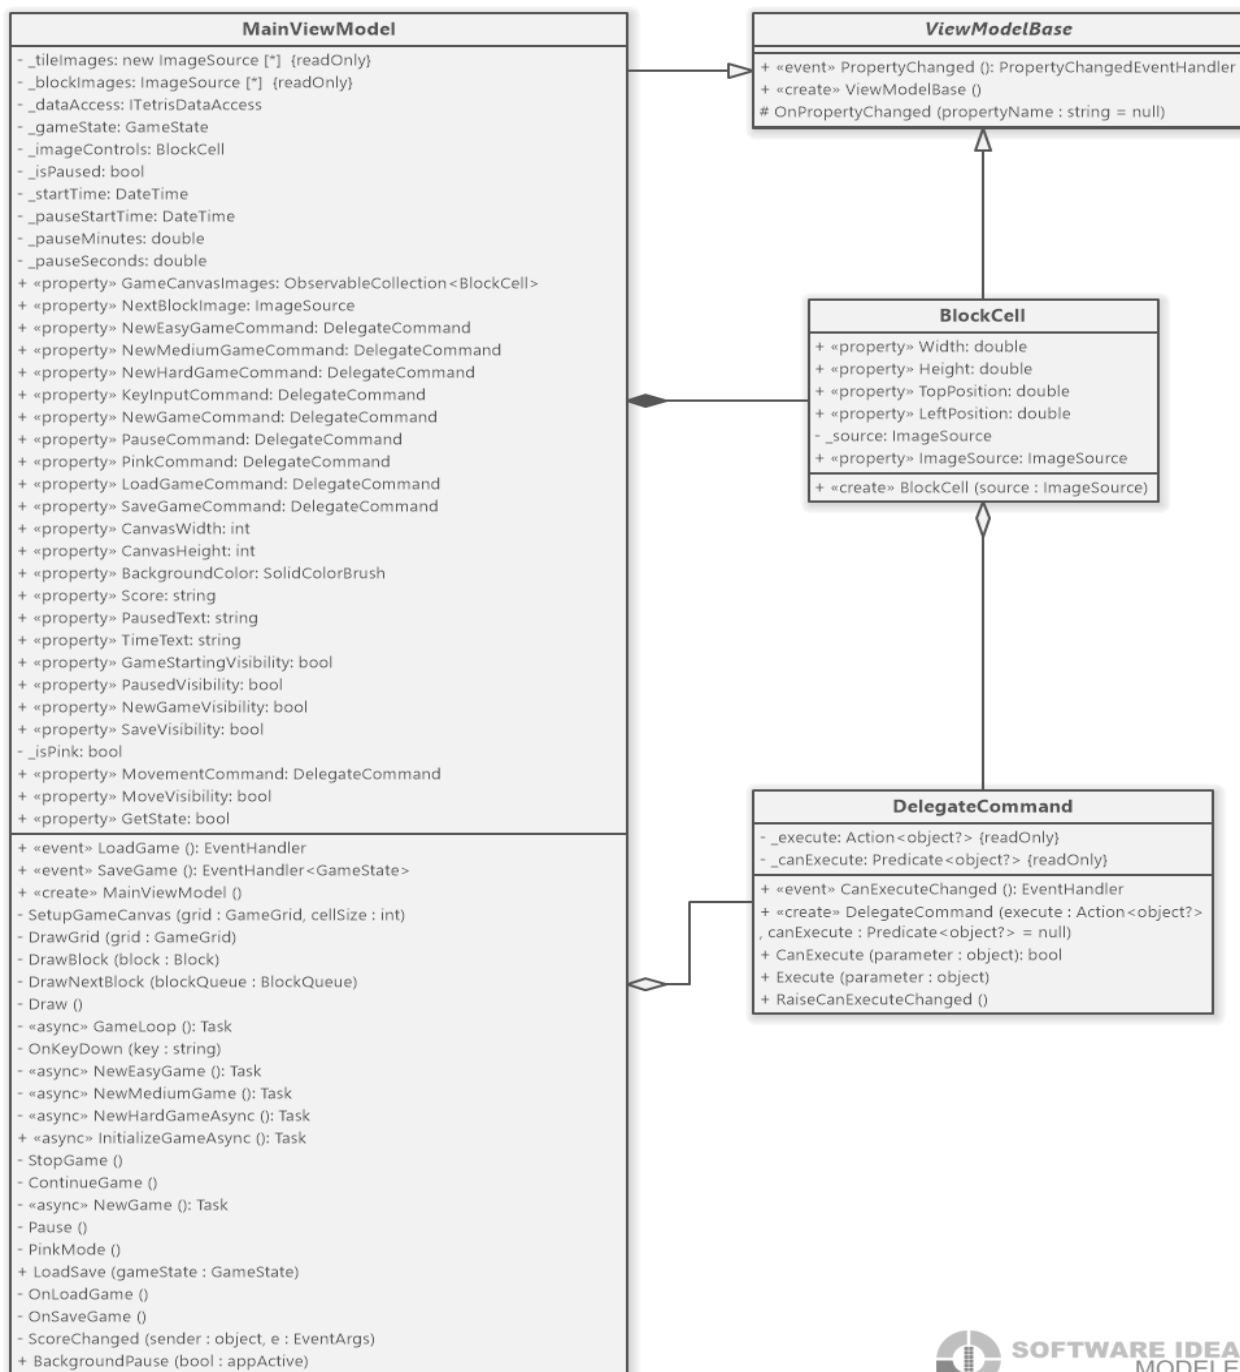 MainViewModel
- _tileImages: new ImageSource [*] {readOnly}
- _blockImages: ImageSource [*] {readOnly}
- _dataAccess: ITetrisDataAccess
- _gameState: GameState
- _imageControls: BlockCell
- _isPaused: bool
- _startTime: DateTime
- _pauseStartTime: DateTime
- _pauseMinutes: double
- _pauseSeconds: double
+ «property» GameCanvasImages: ObservableCollection<BlockCell>
+ «property» NextBlockImage: ImageSource
+ «property» NewEasyGameCommand: DelegateCommand
+ «property» NewMediumGameCommand: DelegateCommand
+ «property» NewHardGameCommand: DelegateCommand
+ «property» KeyInputCommand: DelegateCommand
+ «property» NewGameCommand: DelegateCommand
+ «property» PauseCommand: DelegateCommand
+ «property» PinkCommand: DelegateCommand
+ «property» LoadGameCommand: DelegateCommand
+ «property» SaveGameCommand: DelegateCommand
+ «property» CanvasWidth: int
+ «property» CanvasHeight: int
+ «property» BackgroundColor: SolidColorBrush
+ «property» Score: string
+ «property» PausedText: string
+ «property» TimeText: string
+ «property» GameStartingVisibility: bool
+ «property» PausedVisibility: bool
+ «property» NewGameVisibility: bool
+ «property» SaveVisibility: bool
- _isPink: bool
+ «property» MovementCommand: DelegateCommand
+ «property» MoveVisibility: bool
+ «property» GetState: bool
+ «event» LoadGame (): EventHandler
+ «event» SaveGame (): EventHandler<GameState>
+ «create» MainViewModel ()
- SetupGameCanvas (grid : GameGrid, cellSize : int)
- DrawGrid (grid : GameGrid)
- DrawBlock (block : Block)
- DrawNextBlock (blockQueue : BlockQueue)
- Draw ()
- «async» GameLoop (): Task
- OnKeyDown (key : string)
- «async» NewEasyGame (): Task
- «async» NewMediumGame (): Task
- «async» NewHardGameAsync (): Task
+ «async» InitializeGameAsync (): Task
- StopGame ()
- ContinueGame ()
- «async» NewGame (): Task
- Pause ()
- PinkMode ()
+ LoadSave (gameState : GameState)
- OnLoadGame ()
- OnSaveGame ()
- ScoreChanged (sender : object, e : EventArgs)
+ BackgroundPause (bool : appActive)
ViewModelBase
+ «event» PropertyChanged (): PropertyChangedEventHandler
+ «create» ViewModelBase ()
# OnPropertyChanged (propertyName : string = null)
BlockCell
+ «property» Width: double
+ «property» Height: double
+ «property» TopPosition: double
+ «property» LeftPosition: double
- _source: ImageSource
+ «property» ImageSource: ImageSource
+ «create» BlockCell (source : ImageSource)
DelegateCommand
- _execute: Action<object?> {readOnly}
- _canExecute: Predicate<object?> {readOnly}
+ «event» CanExecuteChanged (): EventHandler
+ «create» DelegateCommand (execute : Action<object?>
, canExecute : Predicate<object?> = null)
+ CanExecute (parameter : object): bool
+ Execute (parameter : object)
+ RaiseCanExecuteChanged ()
SOFTWARE IDEA
MODELE